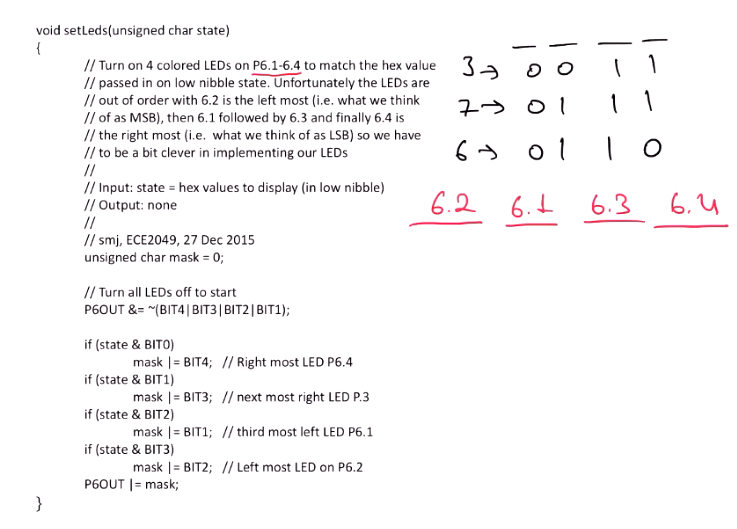 void setLeds(unsigned char state)
{
// Turn on 4 colored LEDs on P6.1-6.4 to match the hex value
// passed in on low nibble state. Unfortunately the LEDs are
// out of order with 6.2 is the left most (i.e. what we think
// of as MSB), then 6.1 followed by 6.3 and finally 6.4 is
// the right most (i.e. what we think of as LSB) so we have
// to be a bit clever in implementing our LEDs
//
// Input: state = hex values to display (in low nibble)
// Output: none
//
// smj, ECE2049, 27 Dec 2015
unsigned char mask = 0;
// Turn all LEDs off to start
P6OUT &= ~(BIT4|BIT3|BIT2|BIT1);
if (state & BIT0)
mask |= BIT4; // Right most LED P6.4
if (state & BIT1)
mask |= BIT3; // next most right LED P.3
if (state & BIT2)
mask |= BIT1; // third most left LED P6.1
if (state & BIT3)
mask |= BIT2; // Left most LED on P6.2
P6OUT |= mask;
}
3 → 0 0 1 1
7 → 0 1 1 1
6 → 0 1 1 0
6.2 6.1 6.3 6.4